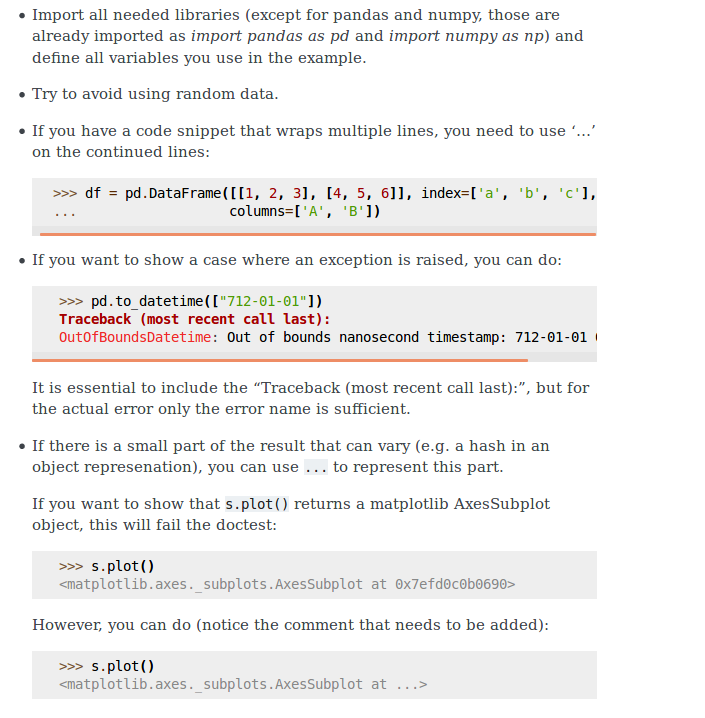 • Import all needed libraries (except for pandas and numpy, those are
already imported as import pandas as pd and import numpy as np) and
define all variables you use in the example.
• Try to avoid using random data.
• If you have a code snippet that wraps multiple lines, you need to use ‘…’
on the continued lines:
>>> df = pd.DataFrame([[1, 2, 3], [4, 5, 6]], index=['a', 'b', 'c'],
...                   columns=['A', 'B'])
• If you want to show a case where an exception is raised, you can do:
>>> pd.to_datetime(["712-01-01"])
Traceback (most recent call last):
OutOfBoundsDatetime: Out of bounds nanosecond timestamp: 712-01-01
It is essential to include the “Traceback (most recent call last):”, but for
the actual error only the error name is sufficient.
• If there is a small part of the result that can vary (e.g. a hash in an
object represenation), you can use ... to represent this part.
If you want to show that s.plot() returns a matplotlib AxesSubplot
object, this will fail the doctest:
>>> s.plot()
<matplotlib.axes._subplots.AxesSubplot at 0x7efd0c0b0690>
However, you can do (notice the comment that needs to be added):
>>> s.plot()
<matplotlib.axes._subplots.AxesSubplot at ...>